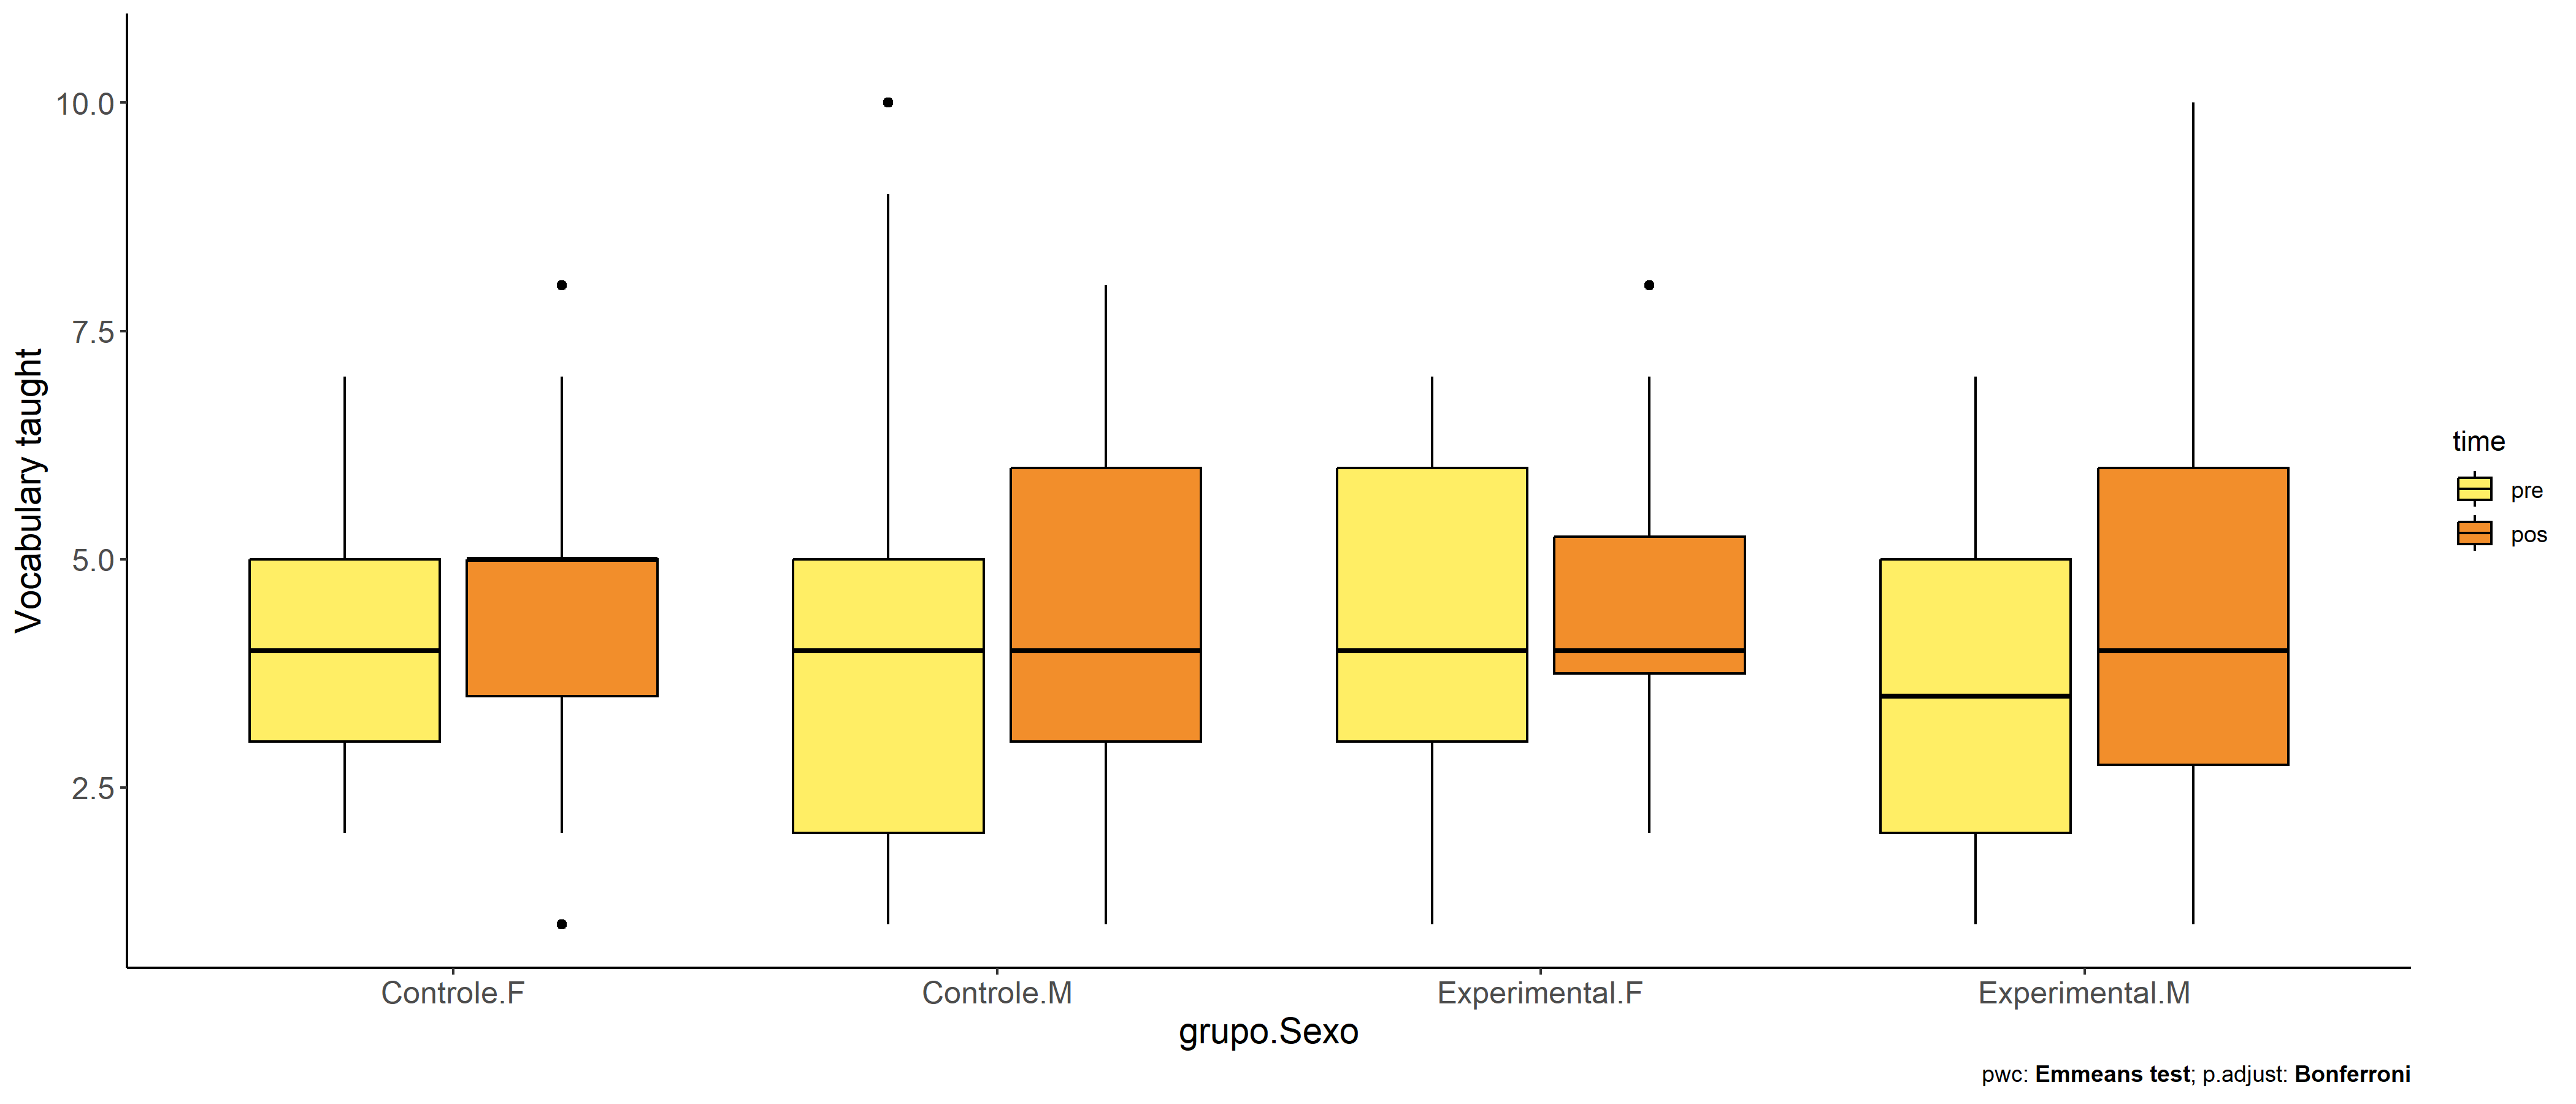 Vocabulary taught
10.0
7.5
5.0
2.5
Controle.F
Controle.M
Experimental.F
Experimental.M
grupo.Sexo
time
pre
pos
pwc: Emmeans test; p.adjust: Bonferroni